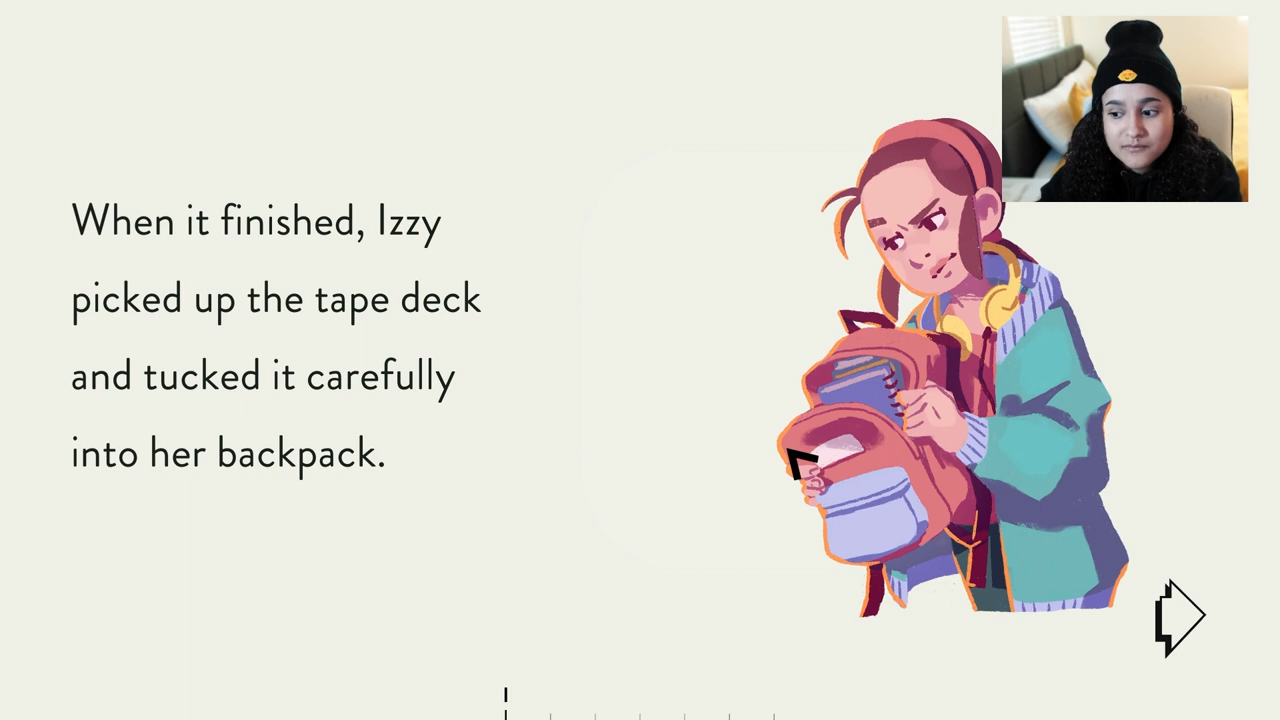 When it finished, Izzy
picked up the tape deck
and tucked it carefully
into her backpack.